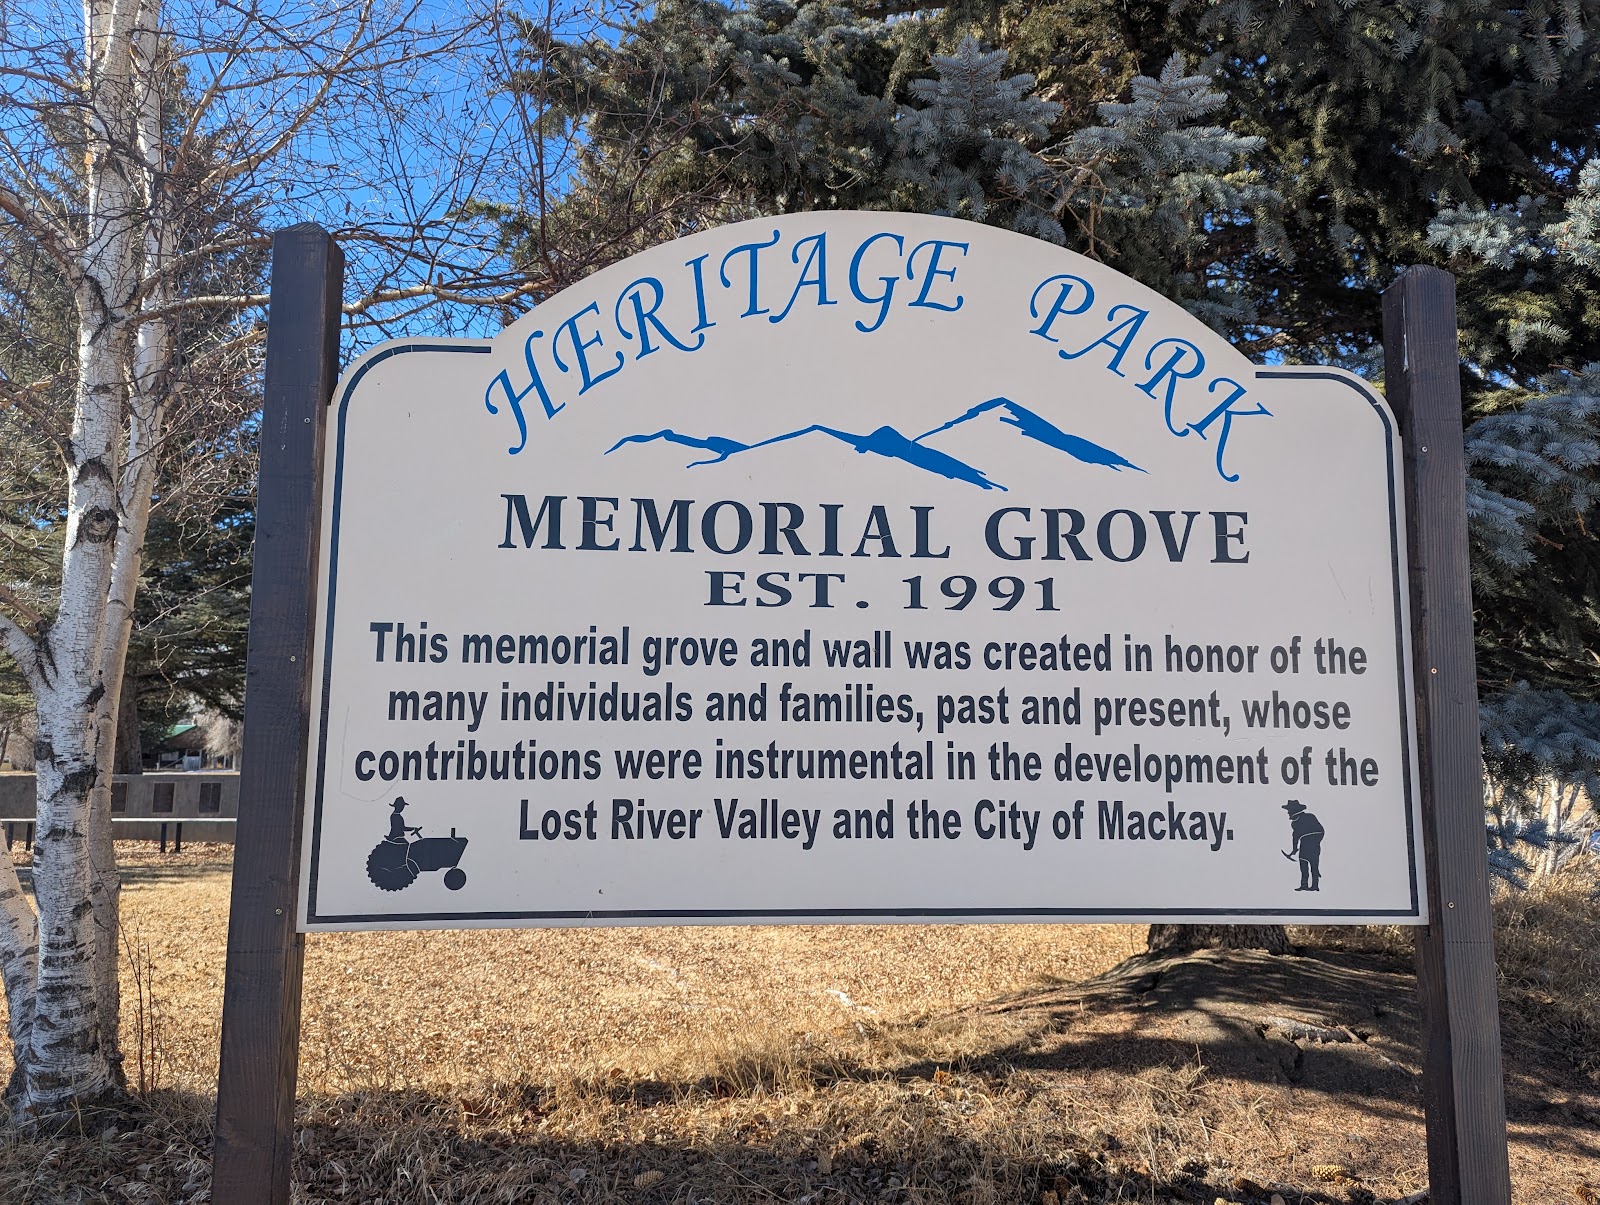 HERITAGE PARK
MEMORIAL GROVE
EST. 1991
This memorial grove and wall was created in honor of the
many individuals and families, past and present, whose
contributions were instrumental in the development of the
Lost River Valley and the City of Mackay.